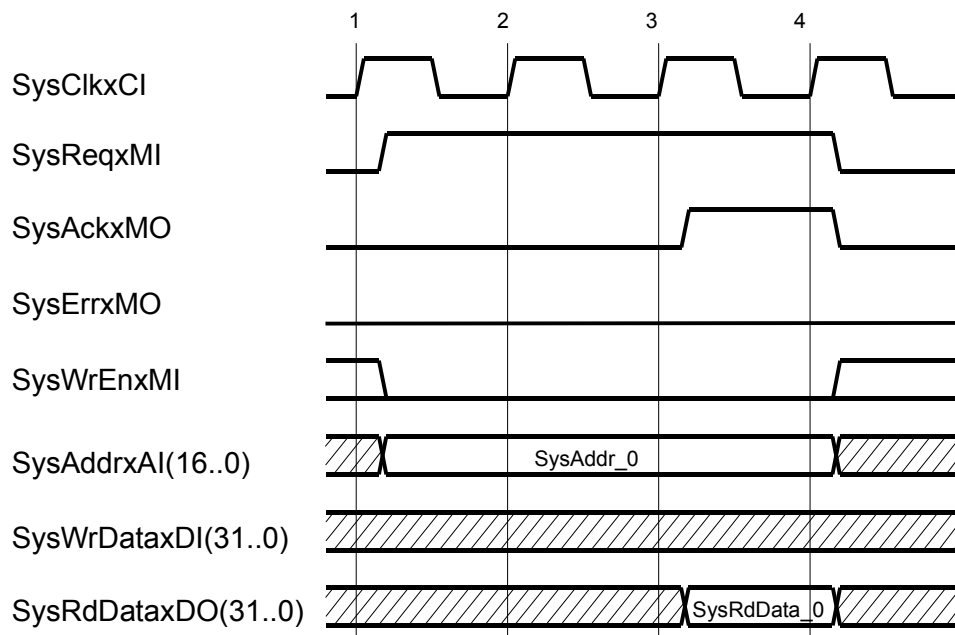 1 2 3 4
SysClkxCI
SysReqxMI
SysAckxMO
SysErrxMO
SysWrEnxMI
SysAddrxAI(16..0) SysAddr_0
SysWrDataxDI(31..0)
SysRdDataxDO(31..0) SysRdData_0